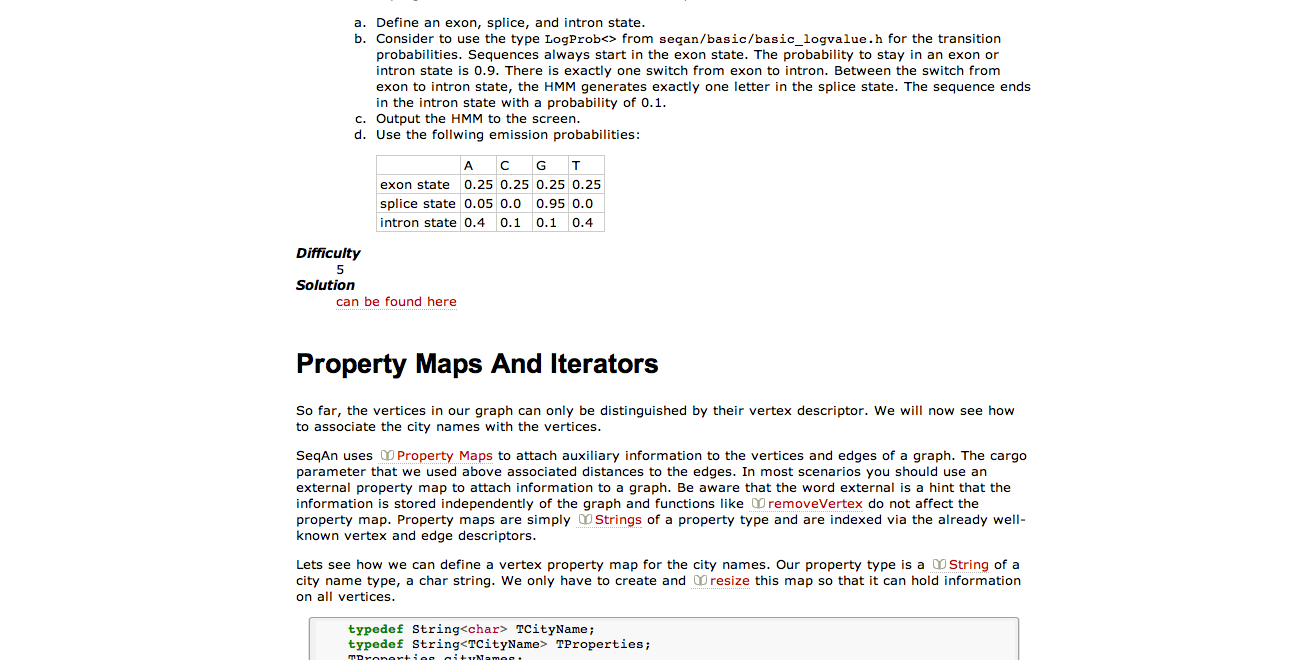 a. Define an exon, splice, and intron state.
b. Consider to use the type LogProb<> from seqan/basic/basic_logvalue.h for the transition
probabilities. Sequences always start in the exon state. The probability to stay in an exon or
intron state is 0.9. There is exactly one switch from exon to intron. Between the switch from
exon to intron state, the HMM generates exactly one letter in the splice state. The sequence ends
in the intron state with a probability of 0.1.
c. Output the HMM to the screen.
d. Use the follwing emission probabilities:
A C G T
exon state 0.25 0.25 0.25 0.25
splice state 0.05 0.0 0.95 0.0
intron state 0.4 0.1 0.1 0.4
Difficulty
5
Solution
can be found here
Property Maps And Iterators
So far, the vertices in our graph can only be distinguished by their vertex descriptor. We will now see how
to associate the city names with the vertices.
SeqAn uses Property Maps to attach auxiliary information to the vertices and edges of a graph. The cargo
parameter that we used above associated distances to the edges. In most scenarios you should use an
external property map to attach information to a graph. Be aware that the word external is a hint that the
information is stored independently of the graph and functions like removeVertex do not affect the
property map. Property maps are simply Strings of a property type and are indexed via the already well-
known vertex and edge descriptors.
Lets see how we can define a vertex property map for the city names. Our property type is a String of a
city name type, a char string. We only have to create and resize this map so that it can hold information
on all vertices.
typedef String<char> TCityName;
typedef String<TCityName> TProperties;
TProperties cityNames;